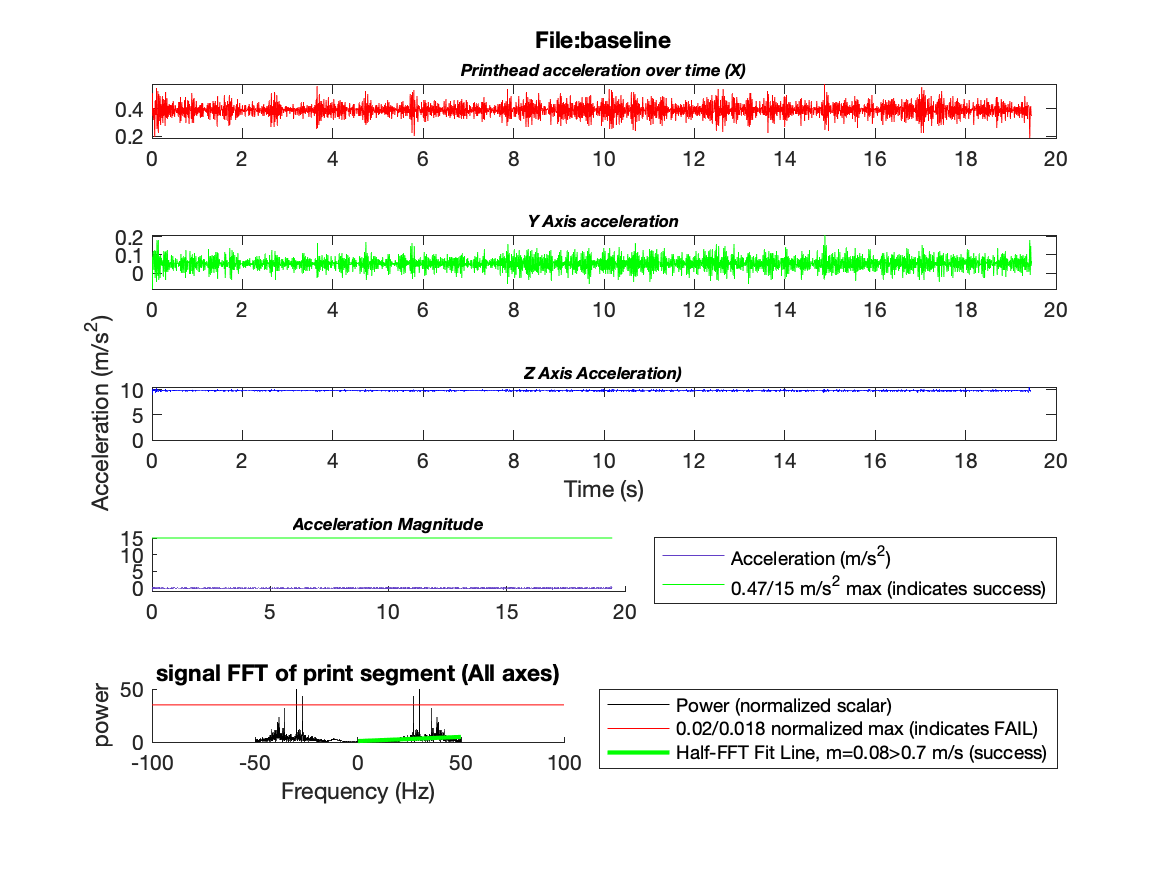 File:baseline
Printhead acceleration over time (X)
0.4
0.2
0 2 4 6 8 10 12 14 16 18 20
Y Axis acceleration
0.2
0.1
0
0 2 4 6 8 10 12 14 16 18 20
Acceleration (m/s²)
Z Axis Acceleration)
10
5
0
0 2 4 6 8 10 12 14 16 18 20
Time (s)
Acceleration Magnitude
15
10
5
0
0 5 10 15 20
Acceleration (m/s²)
0.47/15 m/s² max (indicates success)
signal FFT of print segment (All axes)
power
50
0
-100 -50 0 50 100
Frequency (Hz)
Power (normalized scalar)
0.02/0.018 normalized max (indicates FAIL)
Half-FFT Fit Line, m=0.08>0.7 m/s (success)